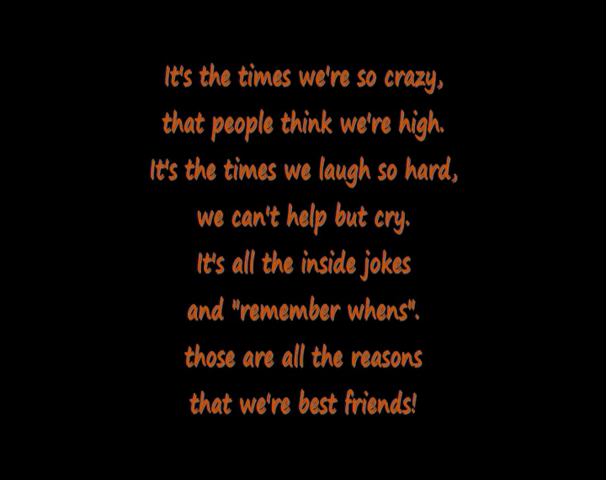 It's the times we're so crazy,
that people think we're high.
It's the times we laugh so hard,
we can't help but cry.
It's all the inside jokes
and "remember whens".
those are all the reasons
that we're best friends!